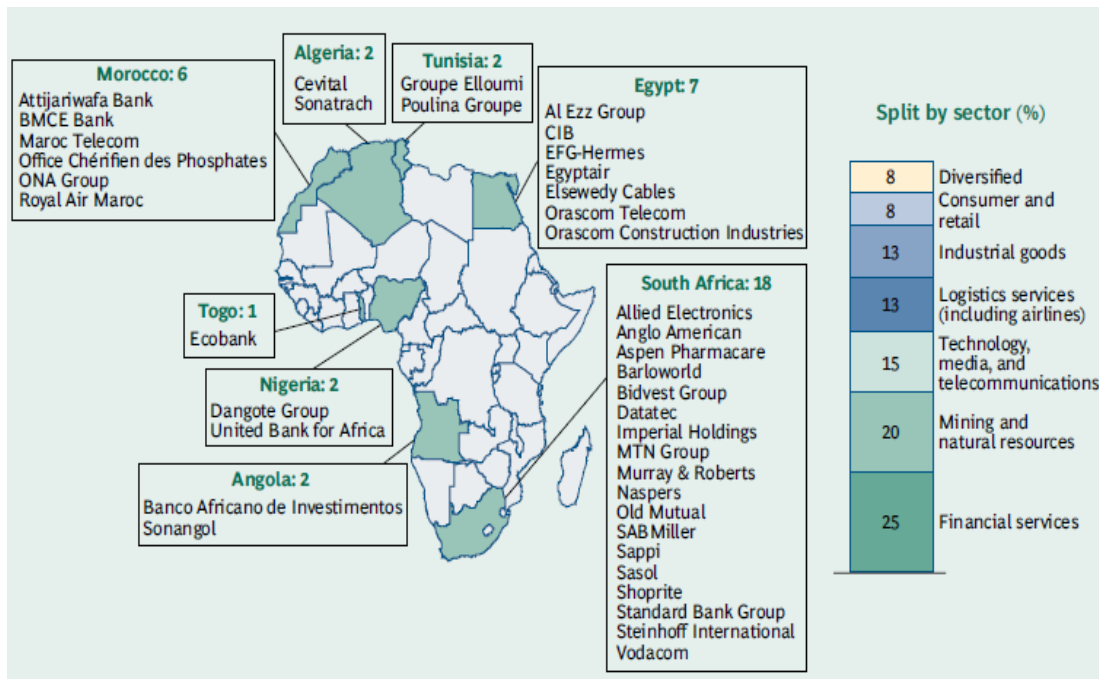 Morocco: 6
Attijariwafa Bank
BMCE Bank
Maroc Telecom
Office Chérifien des Phosphates
ONA Group
Royal Air Maroc
Algeria: 2
Cevital
Sonatrach
Tunisia: 2
Groupe Elloumi
Poulina Groupe
Egypt: 7
Al Ezz Group
CIB
EFG-Hermes
Egyptair
Elsewedy Cables
Orascom Telecom
Orascom Construction Industries
Togo: 1
Ecobank
Nigeria: 2
Dangote Group
United Bank for Africa
Angola: 2
Banco Africano de Investimentos
Sonangol
South Africa: 18
Allied Electronics
Anglo American
Aspen Pharmacare
Barloworld
Bidvest Group
Datatec
Imperial Holdings
MTN Group
Murray & Roberts
Naspers
Old Mutual
SABMiller
Sappi
Sasol
Shoprite
Standard Bank Group
Steinhoff International
Vodacom
Split by sector (%)
8 Diversified
8 Consumer and
retail
13 Industrial goods
13 Logistics services
(including airlines)
15 Technology,
media, and
telecommunications
20 Mining and
natural resources
25 Financial services